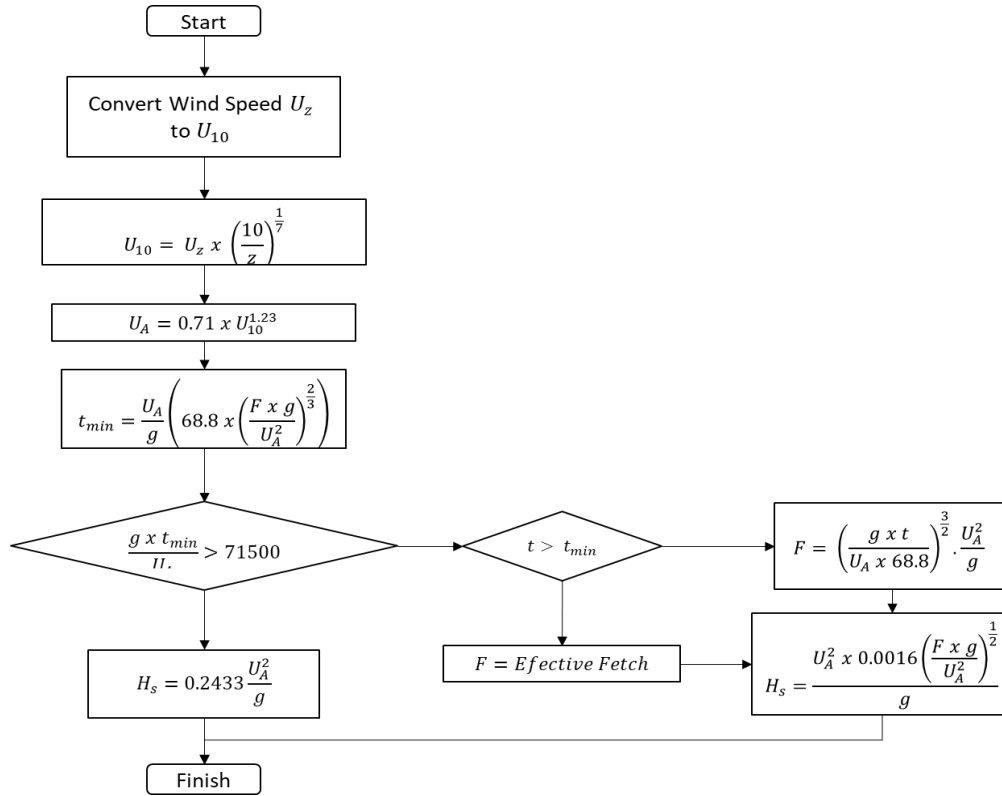 Start
Convert Wind Speed U_z
to U_10
U_10 = U_z x (10/z)^(1/7)
U_A = 0.71 x U_10^1.23
t_min = U_A/g (68.8 x (F x g/U_A^2)^(2/3))
g x t_min/ > 71500
t > t_min
F = (g x t/U_A x 68.8)^(3/2) . U_A^2/g
F = Efective Fetch
H_s = U_A^2 x 0.0016 (F x g/U_A^2)^(1/2)/g
H_s = 0.2433 U_A^2/g
Finish